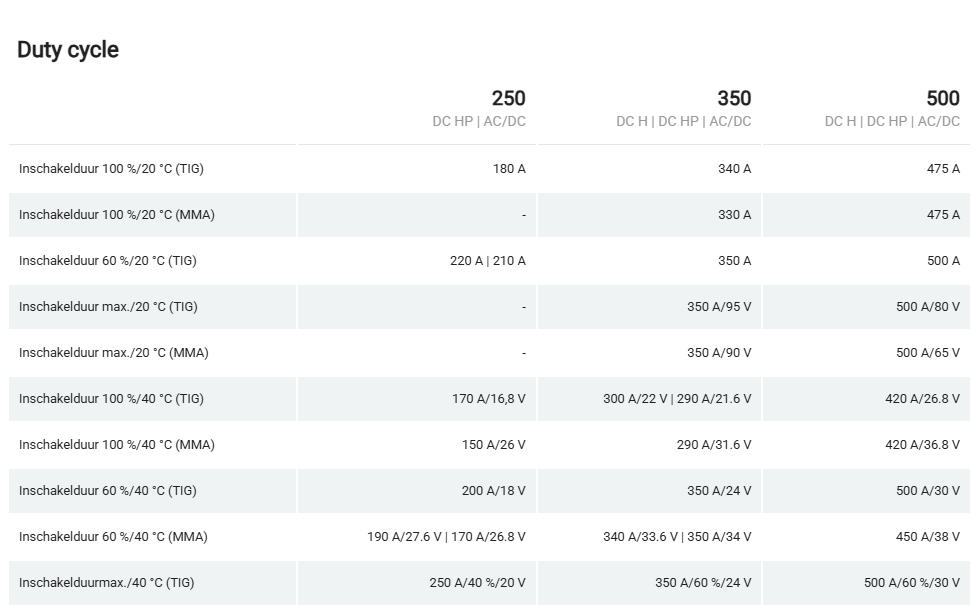 Duty cycle
250 350 500
DC HP | AC/DC DC H | DC HP | AC/DC DC H | DC HP | AC/DC
Inschakelduur 100 %/20 °C (TIG) 180 A 340 A 475 A
Inschakelduur 100 %/20 °C (MMA) - 330 A 475 A
Inschakelduur 60 %/20 °C (TIG) 220 A | 210 A 350 A 500 A
Inschakelduur max./20 °C (TIG) - 350 A/95 V 500 A/80 V
Inschakelduur max./20 °C (MMA) - 350 A/90 V 500 A/65 V
Inschakelduur 100 %/40 °C (TIG) 170 A/16,8 V 300 A/22 V | 290 A/21.6 V 420 A/26.8 V
Inschakelduur 100 %/40 °C (MMA) 150 A/26 V 290 A/31.6 V 420 A/36.8 V
Inschakelduur 60 %/40 °C (TIG) 200 A/18 V 350 A/24 V 500 A/30 V
Inschakelduur 60 %/40 °C (MMA) 190 A/27.6 V | 170 A/26.8 V 340 A/33.6 V | 350 A/34 V 450 A/38 V
Inschakelduurmax./40 °C (TIG) 250 A/40 %/20 V 350 A/60 %/24 V 500 A/60 %/30 V